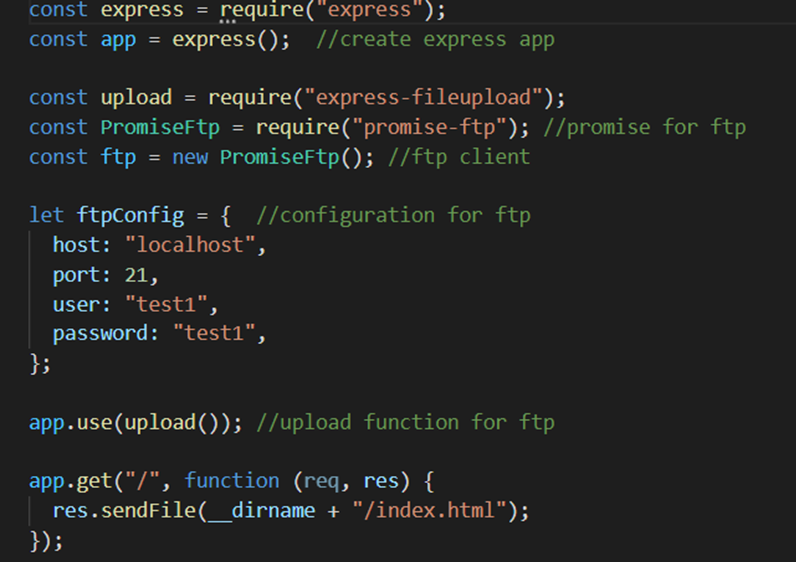 const express = require("express");
const app = express();  //create express app
const upload = require("express-fileupload");
const PromiseFtp = require("promise-ftp"); //promise for ftp
const ftp = new PromiseFtp(); //ftp client
let ftpConfig = {  //configuration for ftp
  host: "localhost",
  port: 21,
  user: "test1",
  password: "test1",
};
app.use(upload()); //upload function for ftp
app.get("/", function (req, res) {
  res.sendFile(__dirname + "/index.html");
});